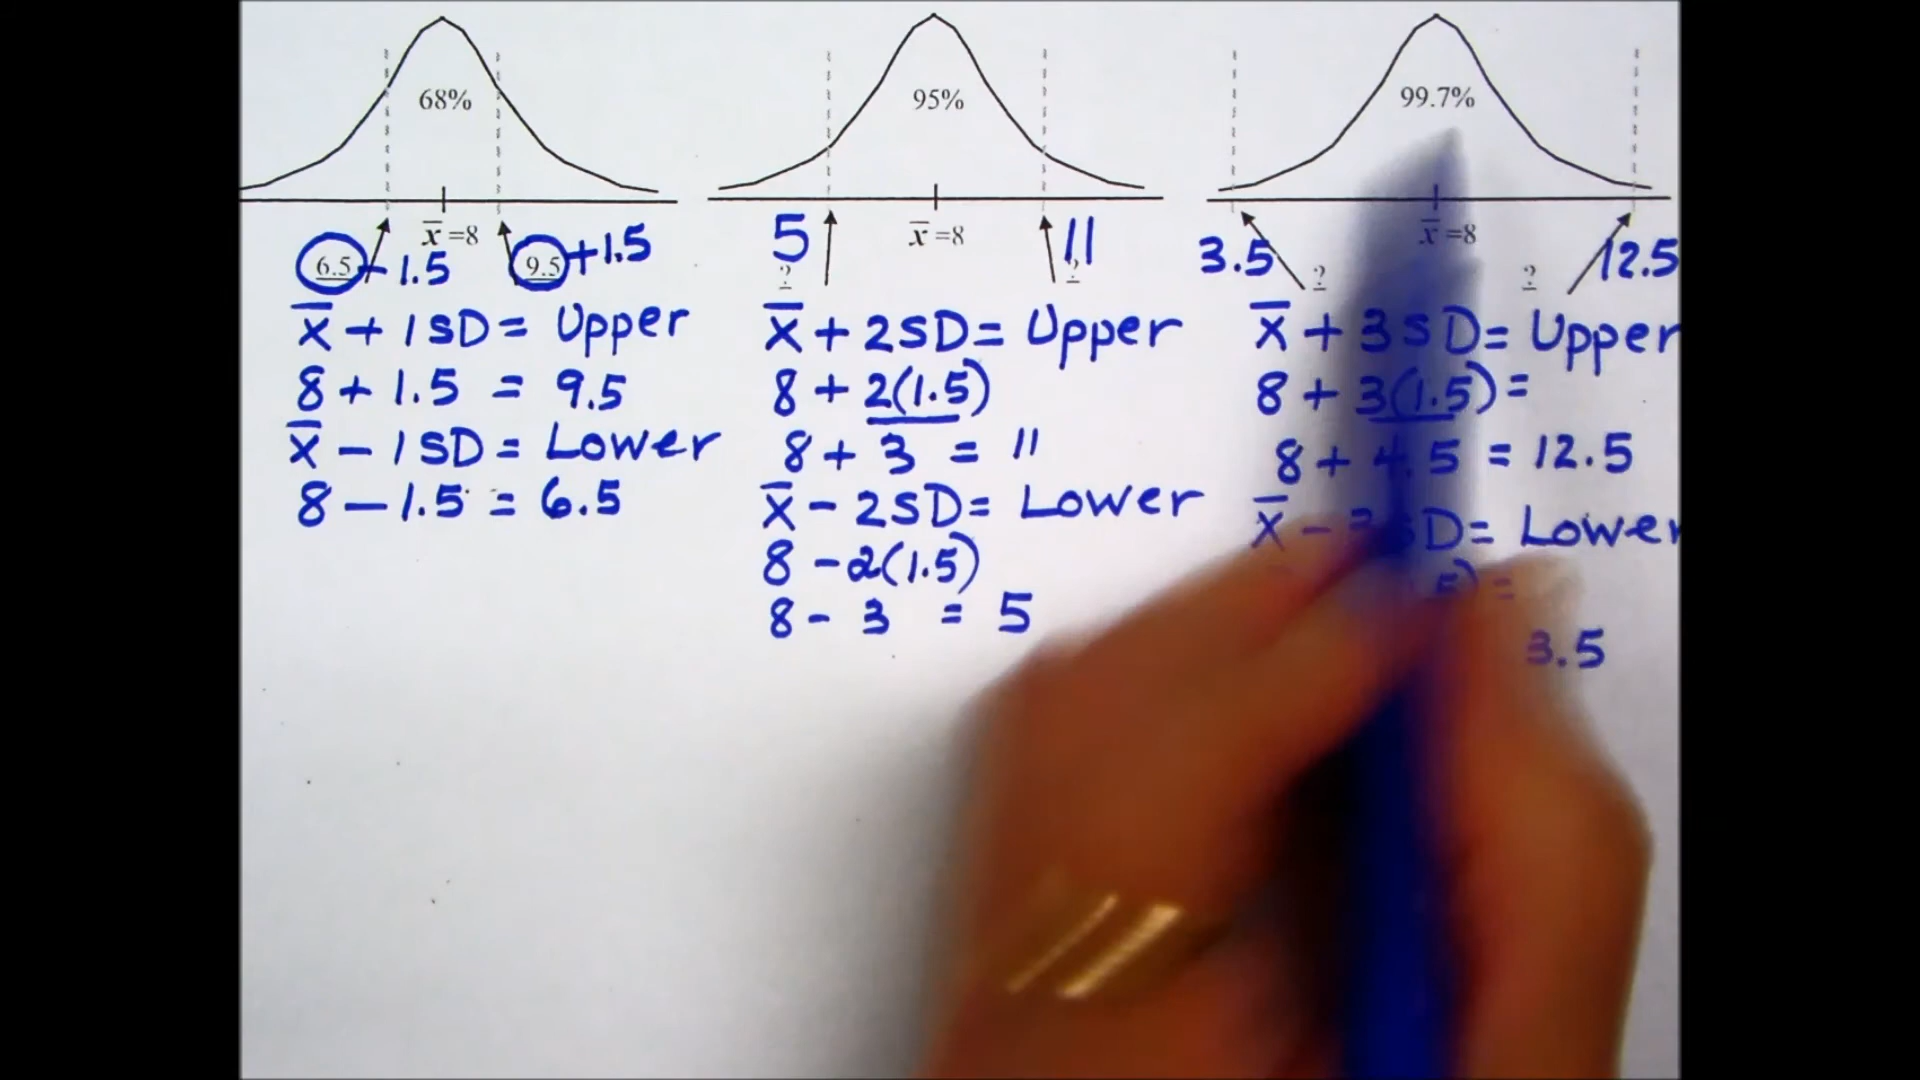 68%
x̄ =8
6.5 - 1.5
9.5 +1.5
x̄ + 1SD = Upper
8 + 1.5 = 9.5
x̄ - 1SD = Lower
8 - 1.5 = 6.5
95%
5
x̄ =8
11
?
?
x̄ + 2SD = Upper
8 + 2(1.5)
8 + 3 = 11
x̄ - 2SD = Lower
8 - 2(1.5)
8 - 3 = 5
99.7%
x̄ =8
3.5
?
?
12.5
x̄ + 3SD = Upper
8 + 3(1.5) =
8 + 4.5 = 12.5
x̄ - 3SD = Lower
5) =
3.5